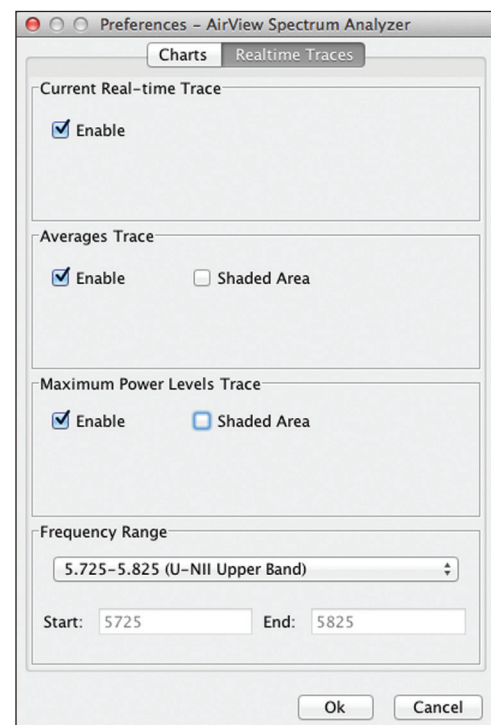 Preferences – AirView Spectrum Analyzer
Charts Realtime Traces
Current Real-time Trace
Enable
Averages Trace
Enable Shaded Area
Maximum Power Levels Trace
Enable Shaded Area
Frequency Range
5.725-5.825 (U-NII Upper Band)
Start: 5725 End: 5825
Ok Cancel